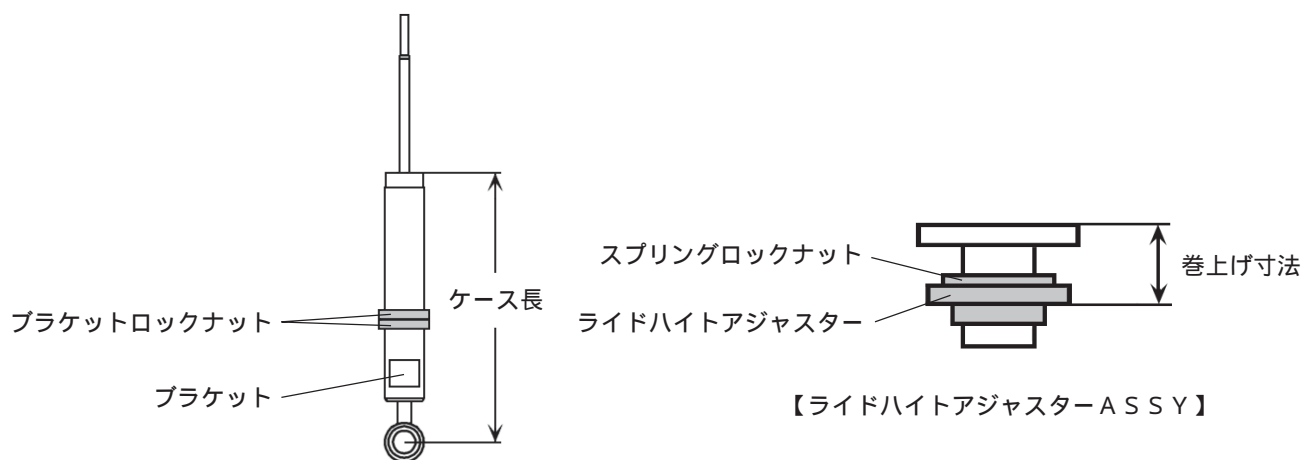 ケース長
ブラケットロックナット
ブラケット
スプリングロックナット
ライドハイトアジャスター
巻上げ寸法
【ライドハイトアジャスターＡＳＳＹ】